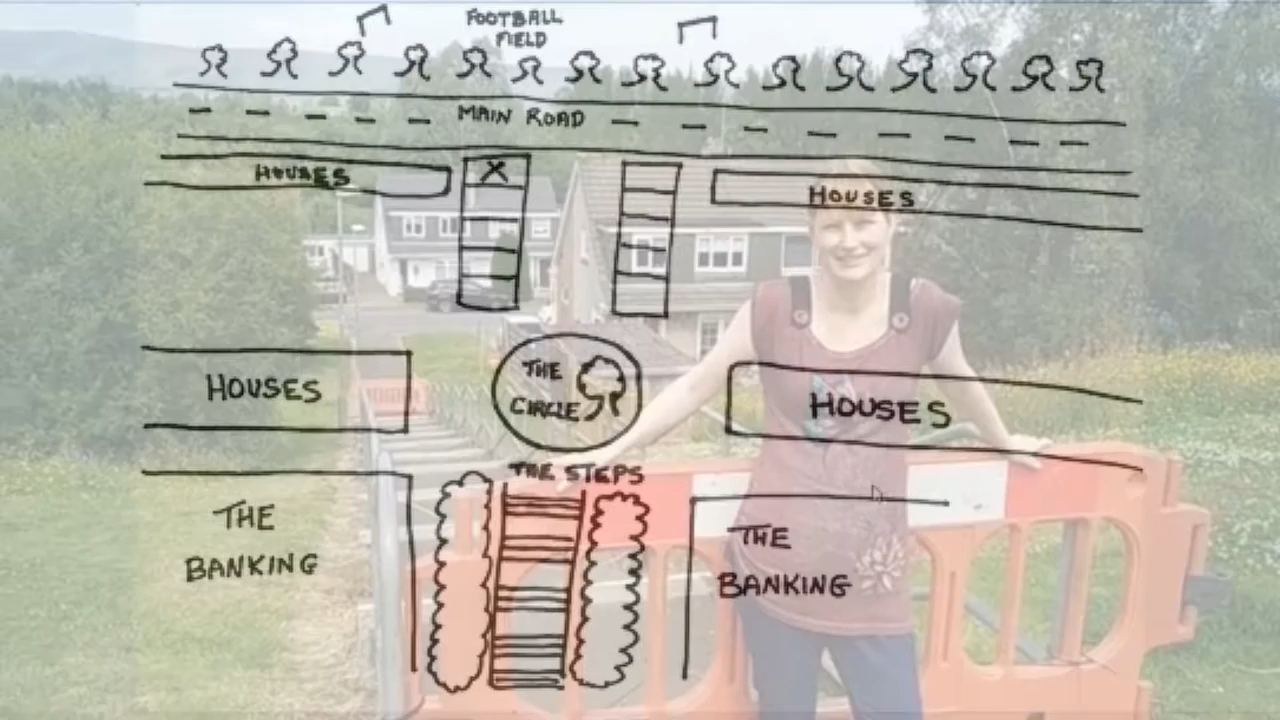 FOOTBALL
FIELD
MAIN ROAD
HOUSES
X
HOUSES
HOUSES
THE
CIRCLE
HOUSES
THE STEPS
THE
BANKING
THE
BANKING